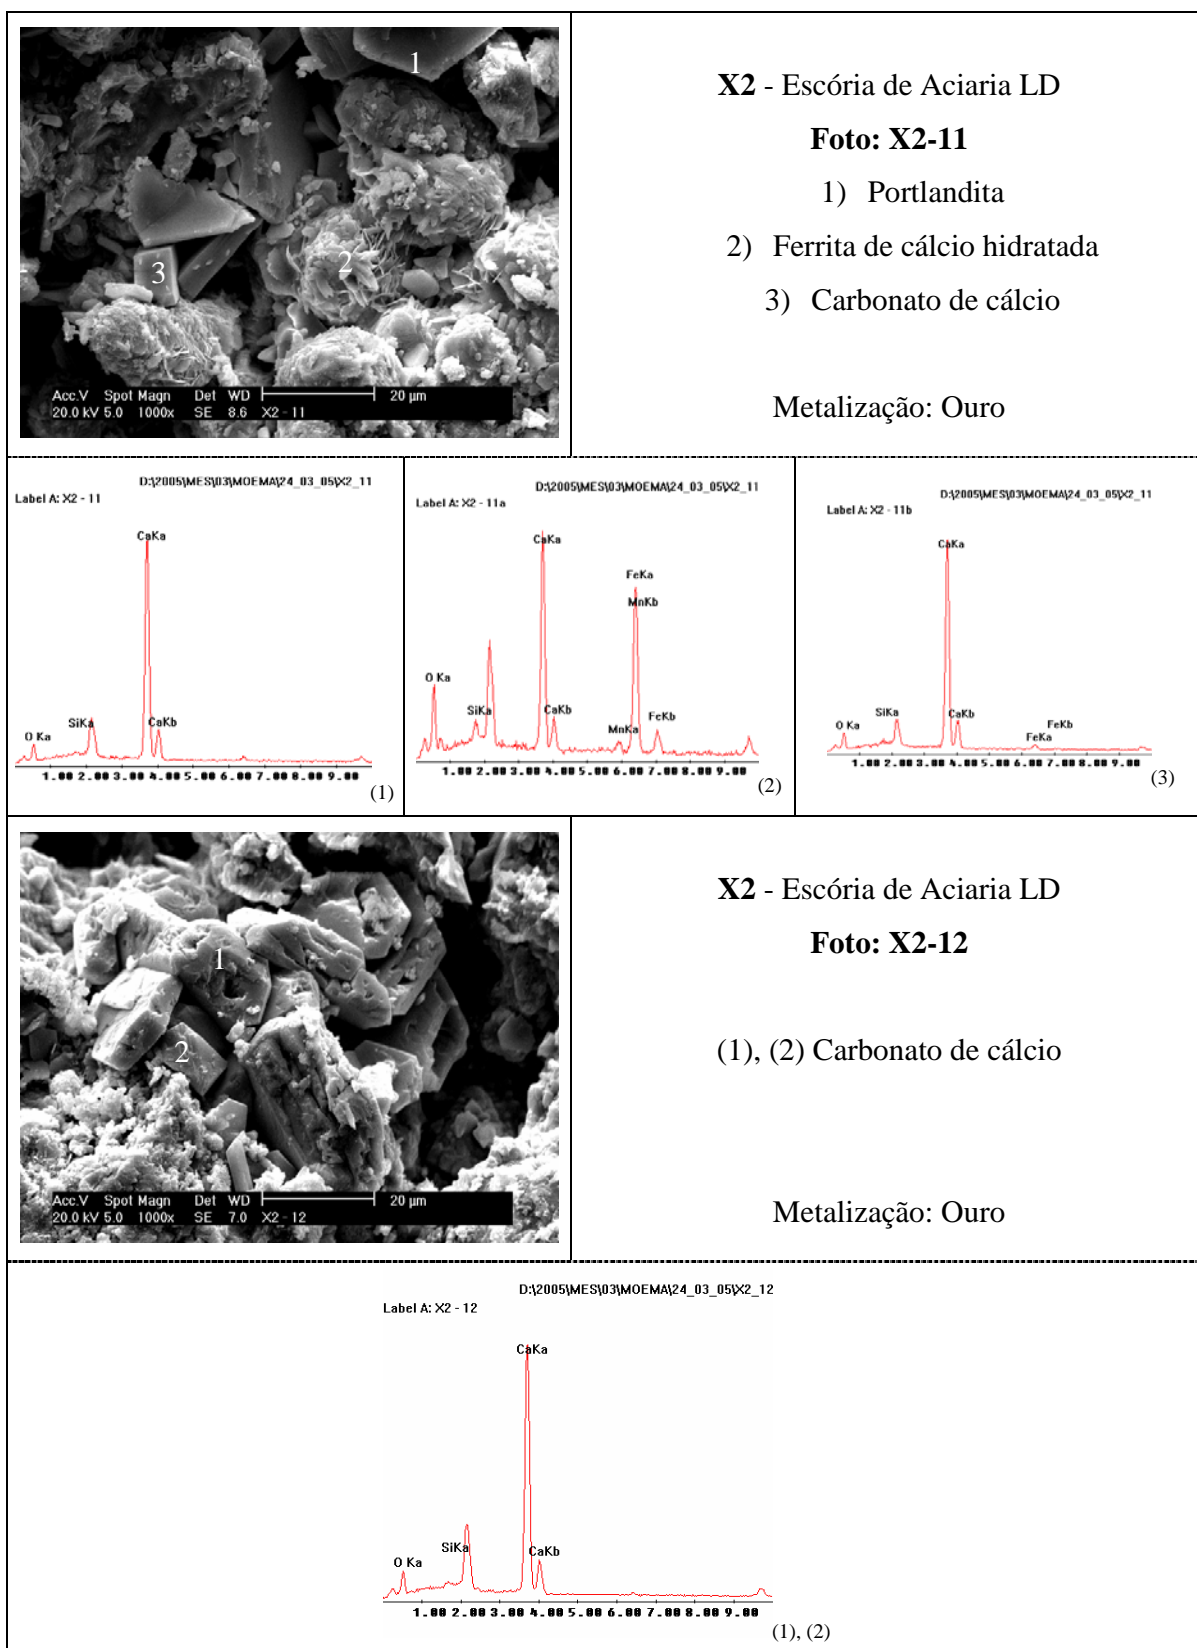 1
2
3
Acc.V Spot Magn Det WD 20 µm
20.0 kV 5.0 1000x SE 8.6 X2 - 11
X2 - Escória de Aciaria LD
Foto: X2-11
1) Portlandita
2) Ferrita de cálcio hidratada
3) Carbonato de cálcio
Metalização: Ouro
D:\2005\MES\03\MOEMA\24_03_05\X2_11
Label A: X2 - 11
CaKa
SiKa
CaKb
O Ka
1.00 2.00 3.00 4.00 5.00 6.00 7.00 8.00 9.00
(1)
D:\2005\MES\03\MOEMA\24_03_05\X2_11
Label A: X2 - 11a
CaKa
FeKa
MnKb
O Ka
SiKa
CaKb
FeKb
MnKa
1.00 2.00 3.00 4.00 5.00 6.00 7.00 8.00 9.00
(2)
D:\2005\MES\03\MOEMA\24_03_05\X2_11
Label A: X2 - 11b
CaKa
SiKa
CaKb
O Ka
FeKb
FeKa
1.00 2.00 3.00 4.00 5.00 6.00 7.00 8.00 9.00
(3)
1
2
Acc.V Spot Magn Det WD 20 µm
20.0 kV 5.0 1000x SE 7.0 X2 - 12
X2 - Escória de Aciaria LD
Foto: X2-12
(1), (2) Carbonato de cálcio
Metalização: Ouro
D:\2005\MES\03\MOEMA\24_03_05\X2_12
Label A: X2 - 12
CaKa
SiKa
CaKb
O Ka
1.00 2.00 3.00 4.00 5.00 6.00 7.00 8.00 9.00
(1), (2)